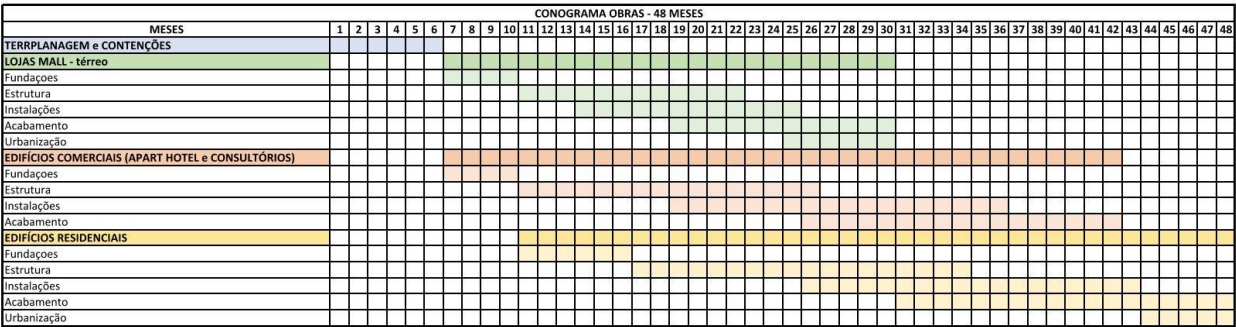 CONOGRAMA OBRAS - 48 MESES
MESES 1 2 3 4 5 6 7 8 9 10 11 12 13 14 15 16 17 18 19 20 21 22 23 24 25 26 27 28 29 30 31 32 33 34 35 36 37 38 39 40 41 42 43 44 45 46 47 48
TERRPLANAGEM e CONTENÇÕES
LOJAS MALL - térreo
Fundaçoes
Estrutura
Instalações
Acabamento
Urbanização
EDIFÍCIOS COMERCIAIS (APART HOTEL e CONSULTÓRIOS)
Fundaçoes
Estrutura
Instalações
Acabamento
EDIFÍCIOS RESIDENCIAIS
Fundaçoes
Estrutura
Instalações
Acabamento
Urbanização